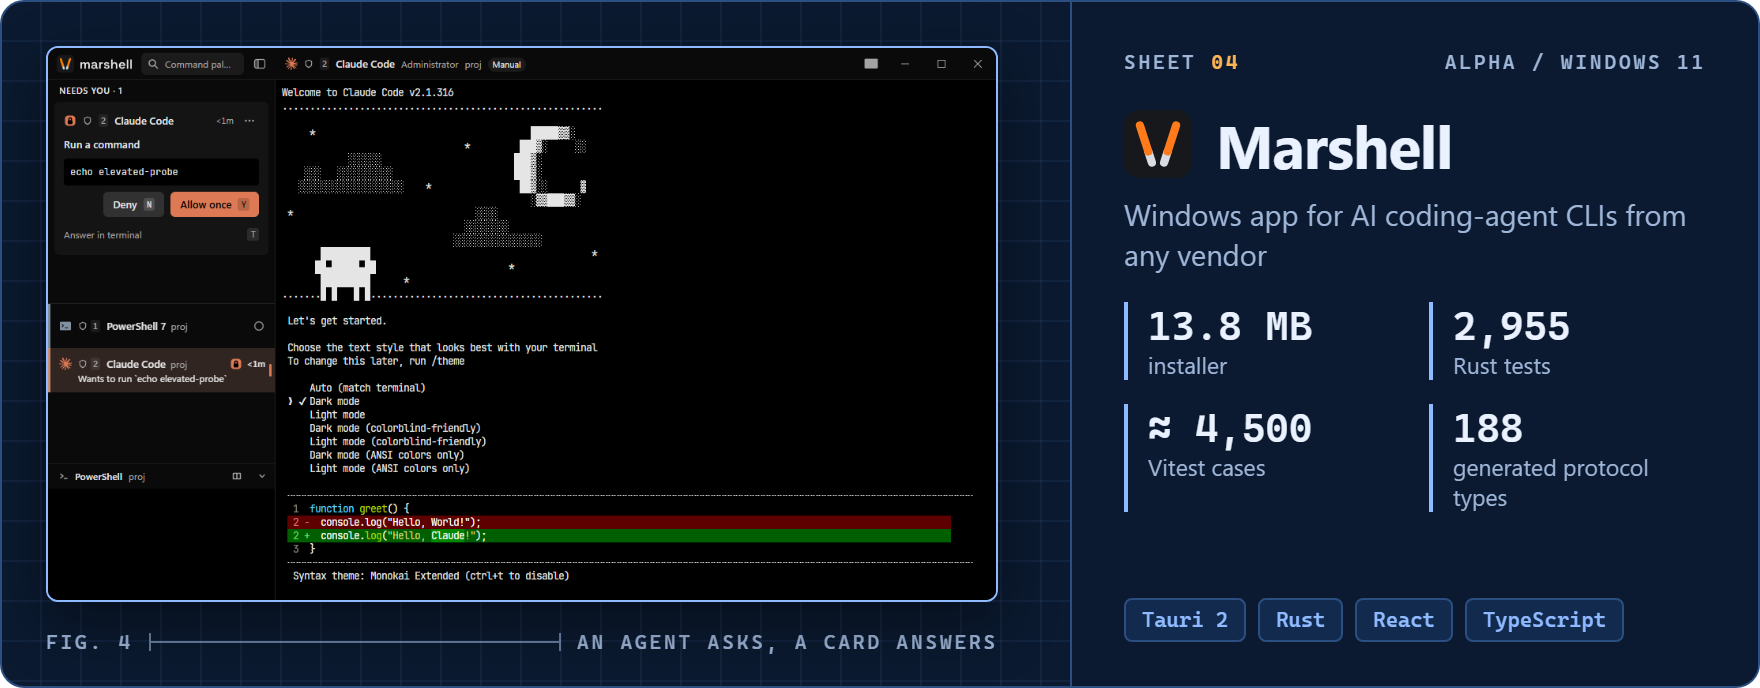 marshell
Command pal...
2 Claude Code Administrator proj Manual
NEEDS YOU · 1
2 Claude Code <1m ...
Run a command
echo elevated-probe
Deny N
Allow once Y
Answer in terminal T
1 PowerShell 7 proj
2 Claude Code proj <1m
Wants to run `echo elevated-probe`
>_ PowerShell proj
Welcome to Claude Code v2.1.316
Let's get started.
Choose the text style that looks best with your terminal
To change this later, run /theme
Auto (match terminal)
❯ ✓ Dark mode
Light mode
Dark mode (colorblind-friendly)
Light mode (colorblind-friendly)
Dark mode (ANSI colors only)
Light mode (ANSI colors only)
1 function greet() {
2 - console.log("Hello, World!");
2 + console.log("Hello, Claude!");
3 }
Syntax theme: Monokai Extended (ctrl+t to disable)
FIG. 4
AN AGENT ASKS, A CARD ANSWERS
SHEET 04
ALPHA / WINDOWS 11
Marshell
Windows app for AI coding-agent CLIs from
any vendor
13.8 MB
installer
2,955
Rust tests
≈ 4,500
Vitest cases
188
generated protocol
types
Tauri 2
Rust
React
TypeScript